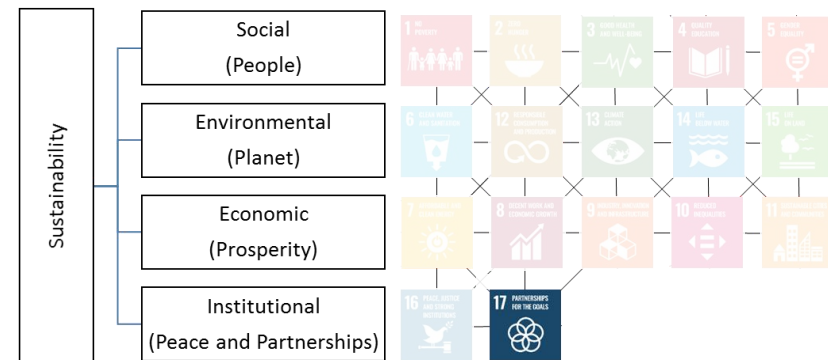 Sustainability
Social
(People)
Environmental
(Planet)
Economic
(Prosperity)
Institutional
(Peace and Partnerships)
1 NO
POVERTY
2 ZERO
HUNGER
3 GOOD HEALTH
AND WELL-BEING
4 QUALITY
EDUCATION
5 GENDER
EQUALITY
6 CLEAN WATER
AND SANITATION
12 RESPONSIBLE
CONSUMPTION
AND PRODUCTION
13 CLIMATE
ACTION
14 LIFE
BELOW WATER
15 LIFE
ON LAND
7 AFFORDABLE AND
CLEAN ENERGY
8 DECENT WORK AND
ECONOMIC GROWTH
9 INDUSTRY, INNOVATION
AND INFRASTRUCTURE
10 REDUCED
INEQUALITIES
11 SUSTAINABLE CITIES
AND COMMUNITIES
16 PEACE, JUSTICE
AND STRONG
INSTITUTIONS
17 PARTNERSHIPS
FOR THE GOALS